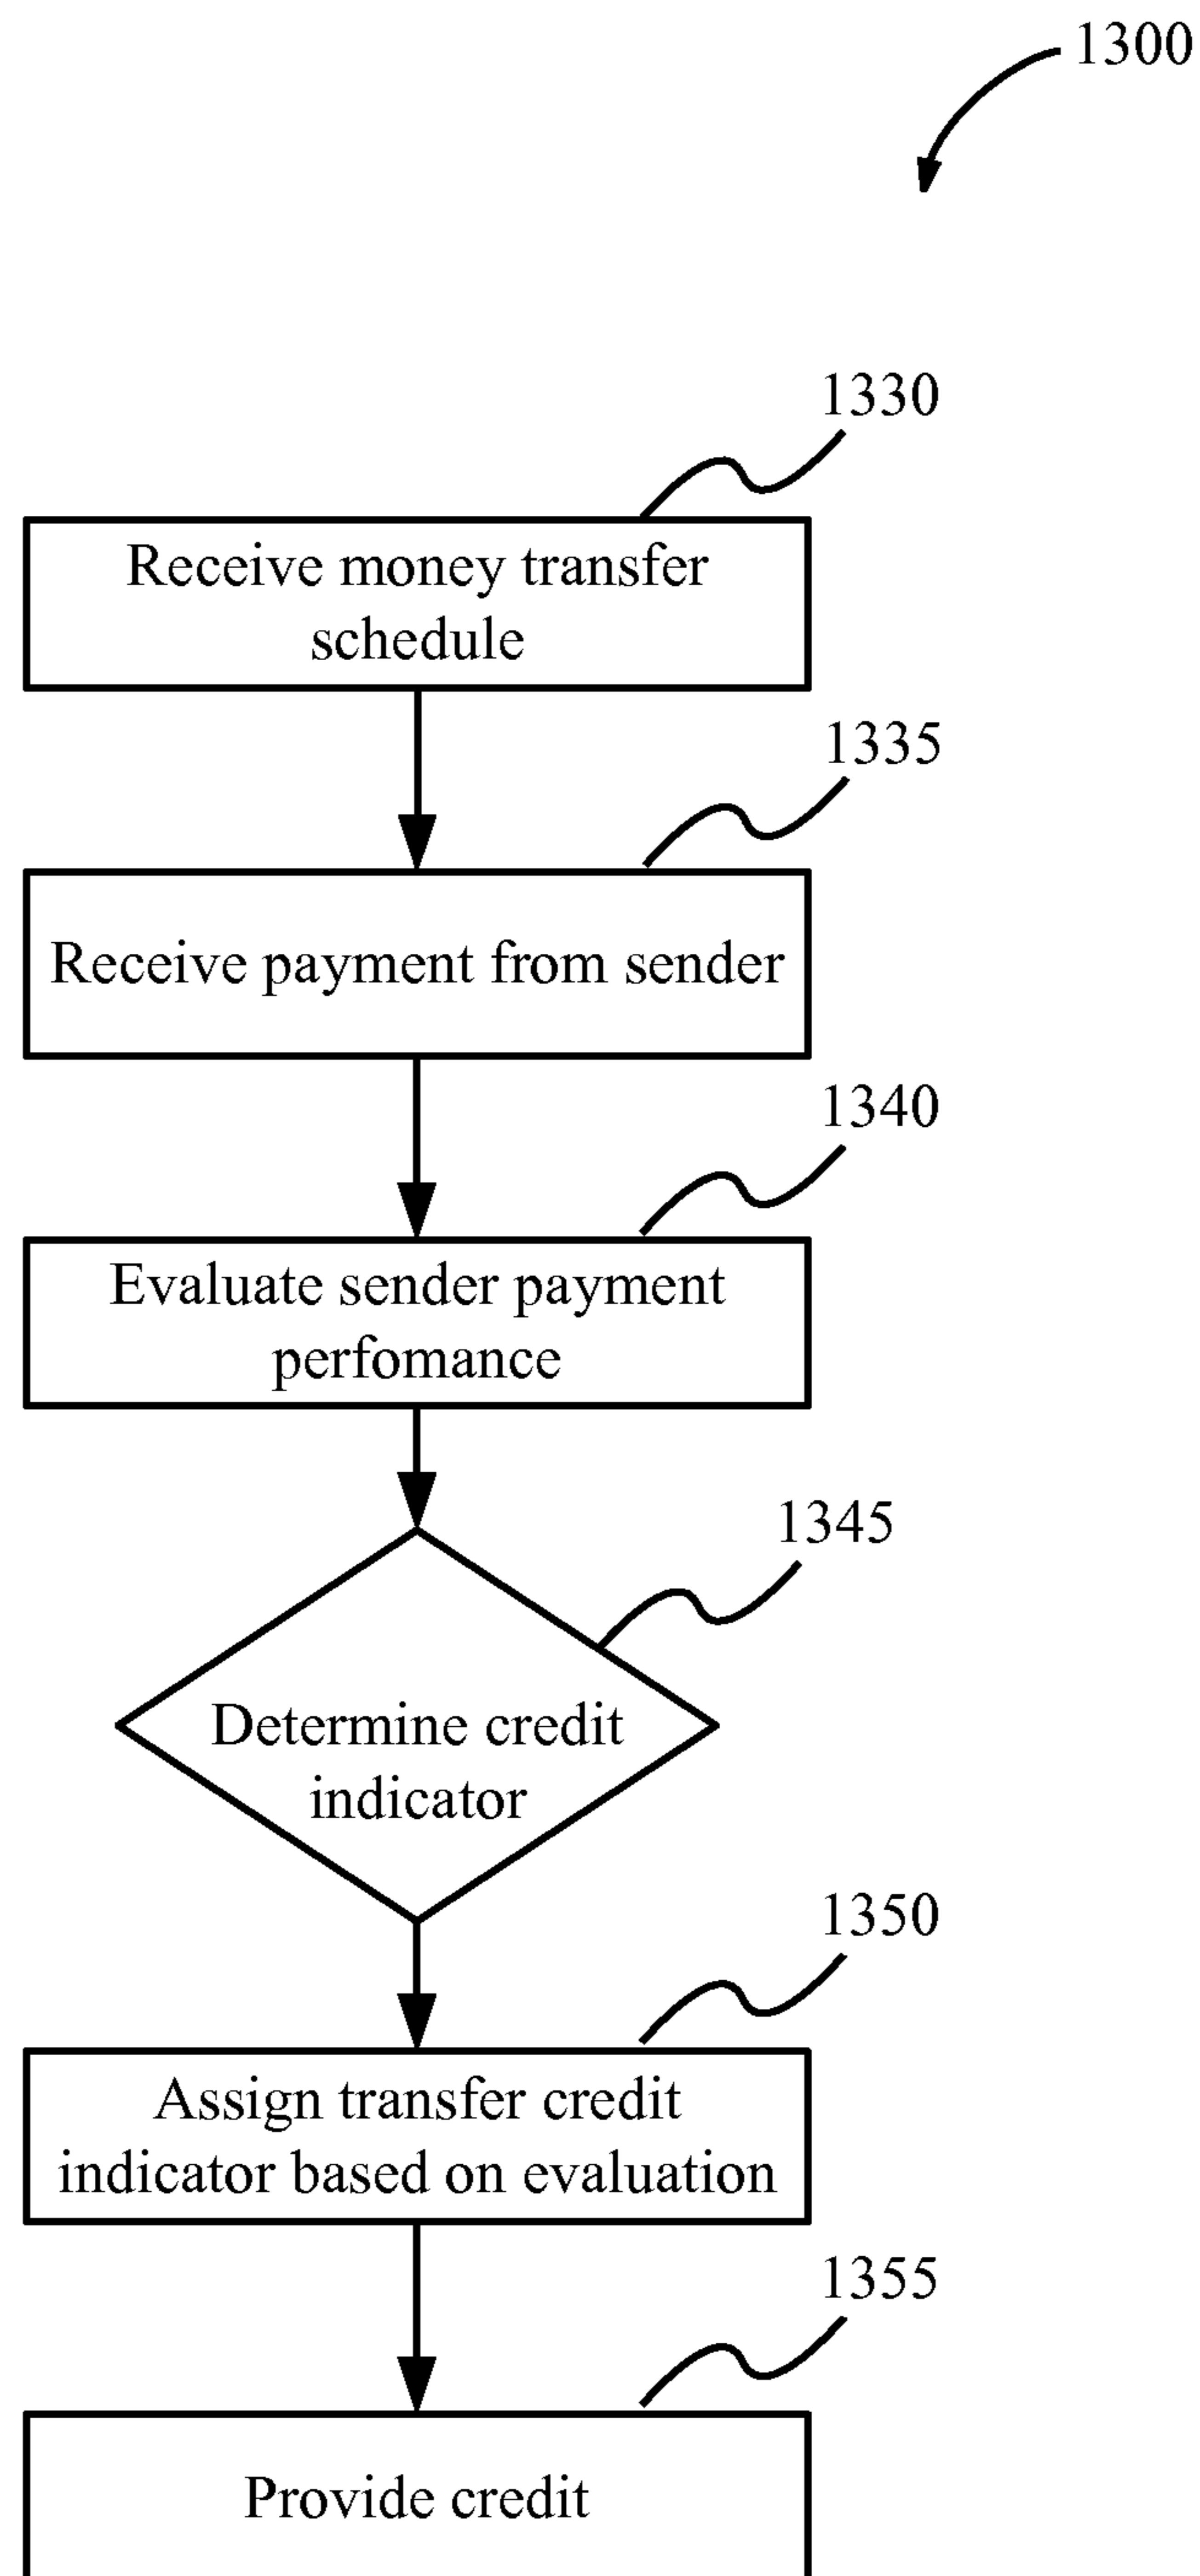 1300
1330
Receive money transfer
schedule
1335
Receive payment from sender
1340
Evaluate sender payment
perfomance
1345
Determine credit
indicator
1350
Assign transfer credit
indicator based on evaluation
1355
Provide credit